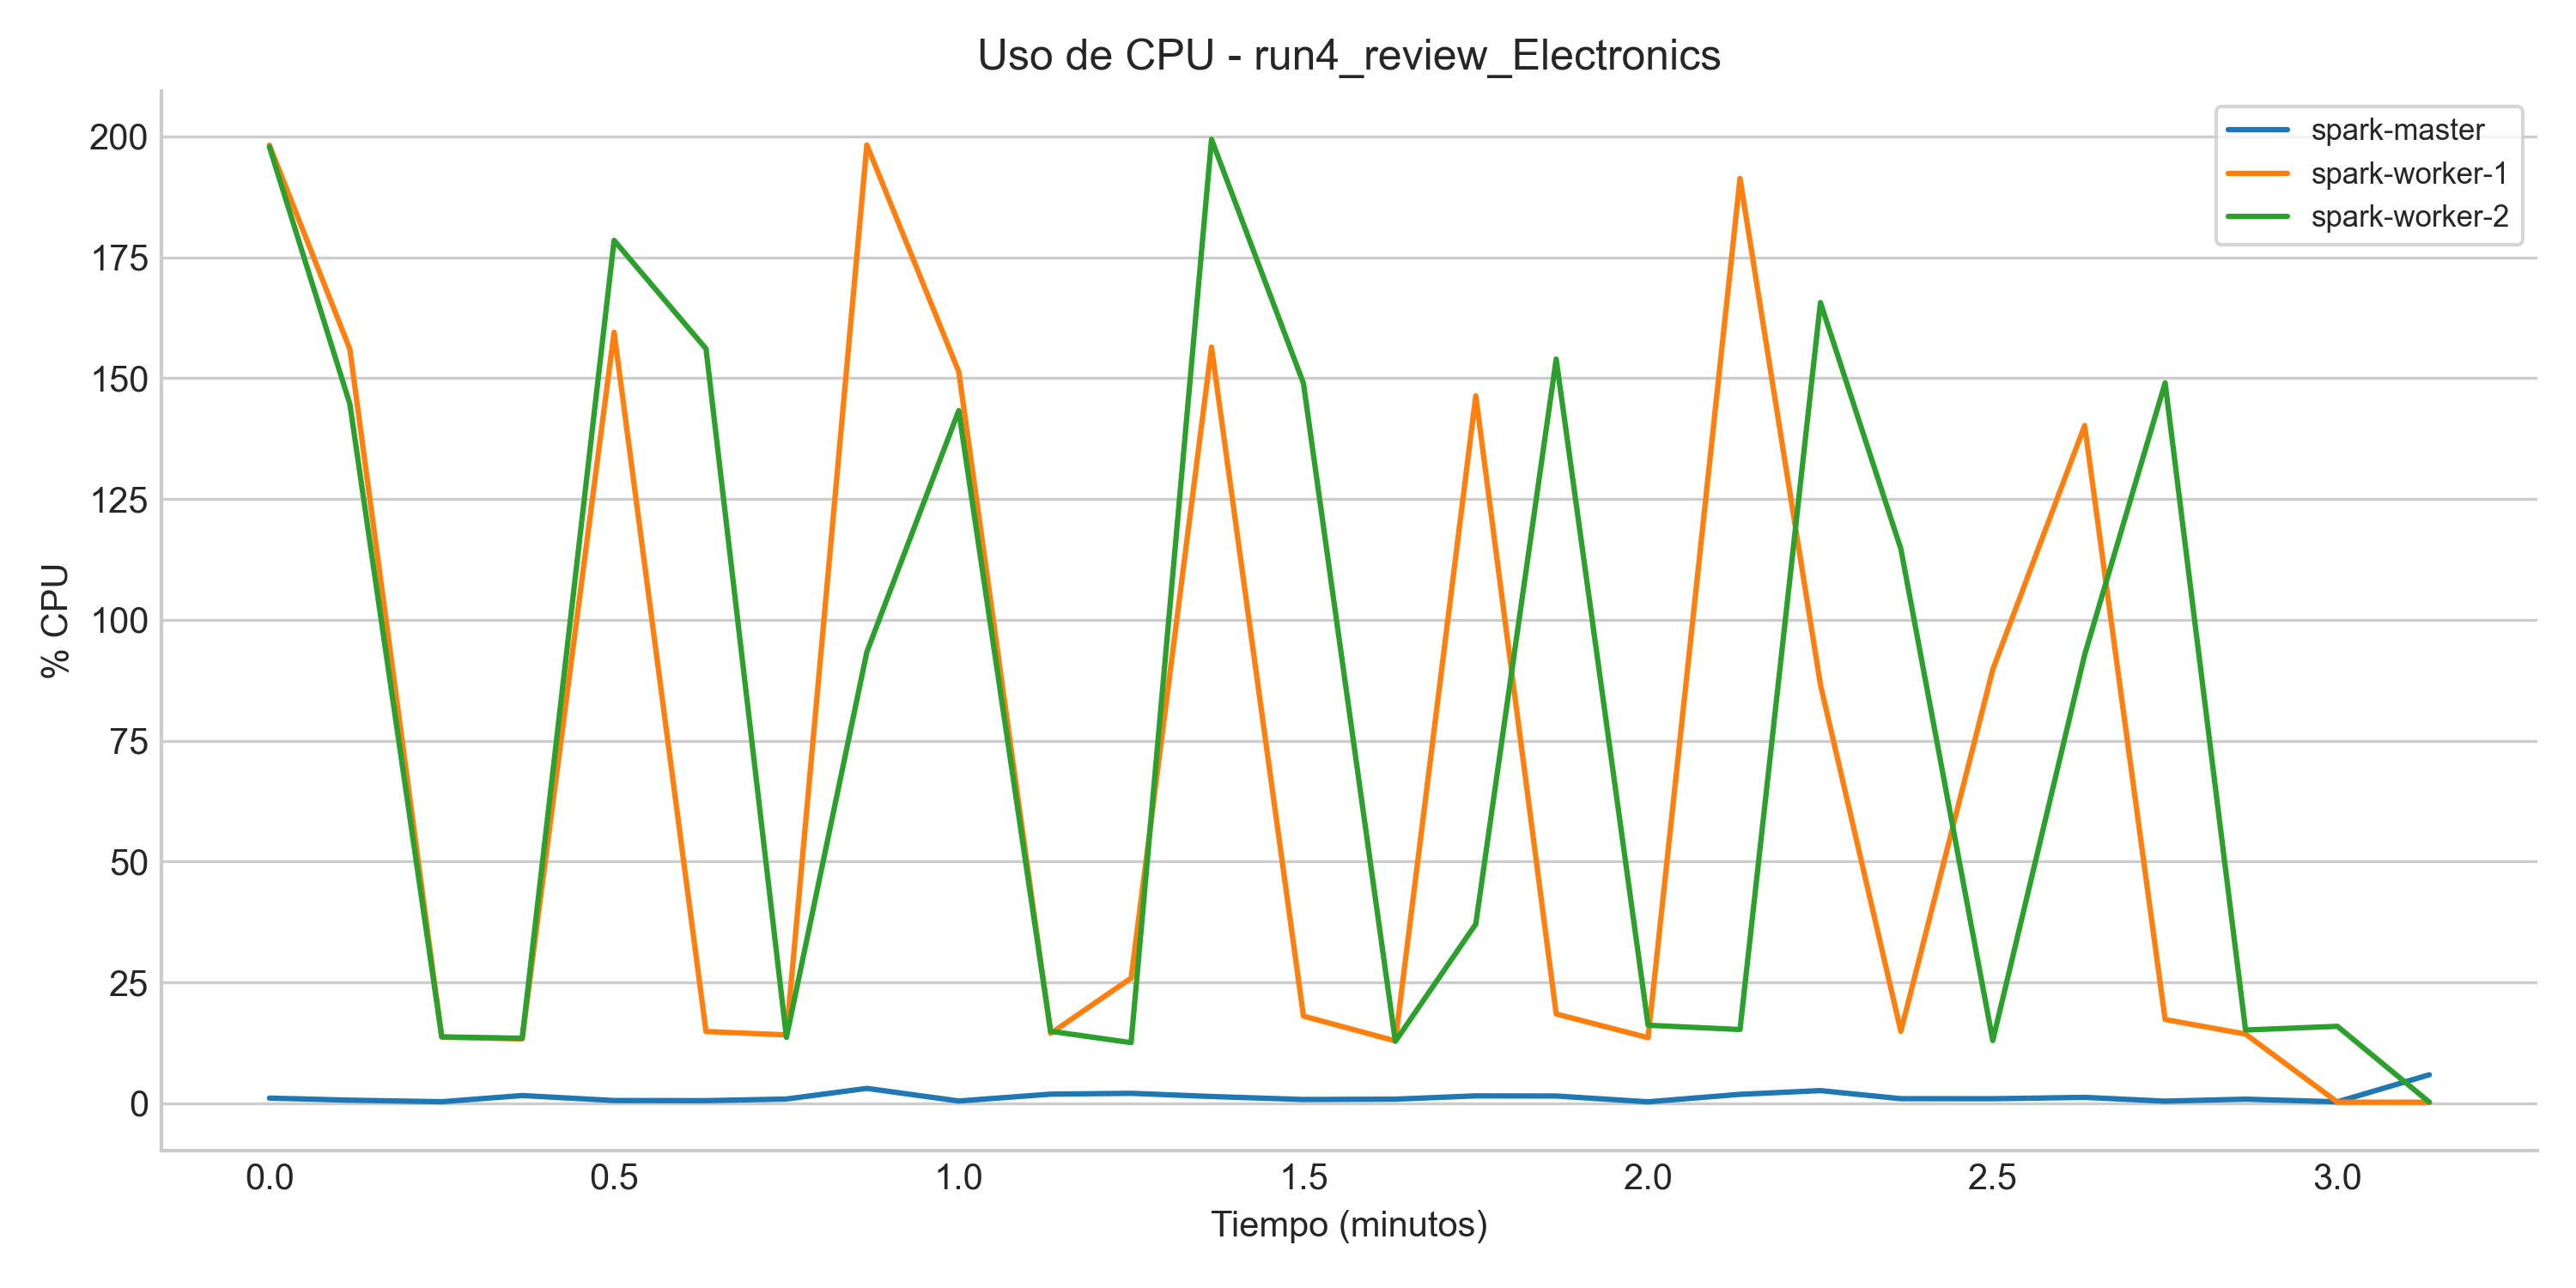 Uso de CPU - run4_review_Electronics
spark-master
spark-worker-1
spark-worker-2
% CPU
200
175
150
125
100
75
50
25
0
0.0 0.5 1.0 1.5 2.0 2.5 3.0
Tiempo (minutos)